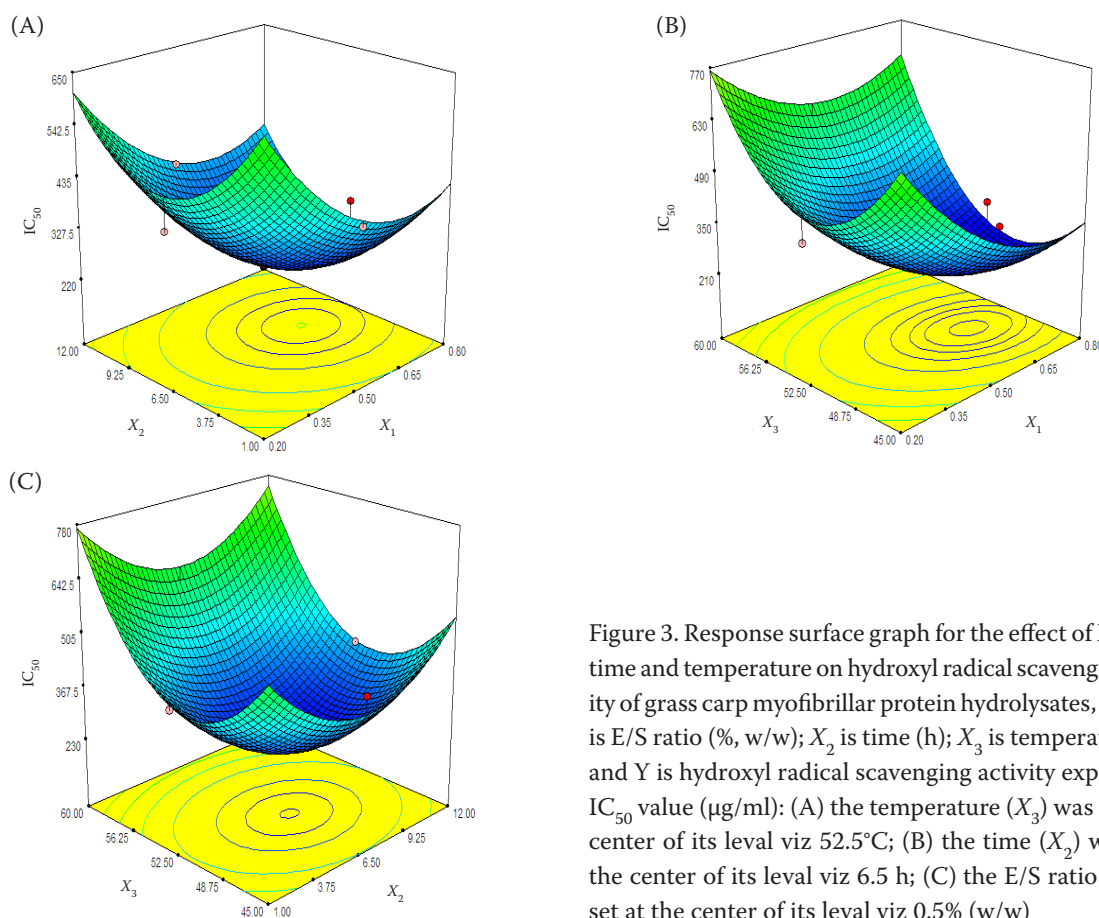 (A)
650
542.5
435
327.5
220
IC50
12.00
9.25
6.50
3.75
1.00
X2
0.20
0.35
0.50
0.65
0.80
X1
(B)
770
630
490
350
210
IC50
60.00
56.25
52.50
48.75
45.00
X3
0.20
0.35
0.50
0.65
0.80
X1
(C)
780
642.5
505
367.5
230
IC50
60.00
56.25
52.50
48.75
45.00
X3
1.00
3.75
6.50
9.25
12.00
X2
Figure 3. Response surface graph for the effect of
time and temperature on hydroxyl radical scaveng
ity of grass carp myofibrillar protein hydrolysates,
is E/S ratio (%, w/w); X2 is time (h); X3 is tempera
and Y is hydroxyl radical scavenging activity exp
IC50 value (µg/ml): (A) the temperature (X3) was
center of its leval viz 52.5°C; (B) the time (X2) w
the center of its leval viz 6.5 h; (C) the E/S ratio
set at the center of its leval viz 0.5% (w/w)